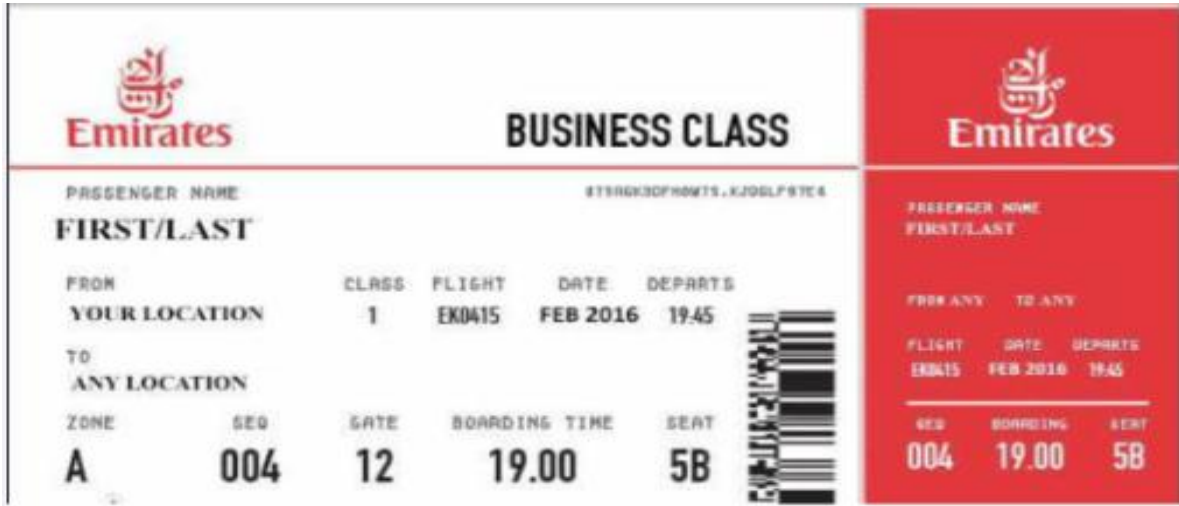 Emirates
BUSINESS CLASS
Emirates
PASSENGER NAME
FIRST/LAST
FROM CLASS FLIGHT DATE DEPARTS
YOUR LOCATION 1 EK0415 FEB 2016 19:45
TO
ANY LOCATION
ZONE SEQ GATE BOARDING TIME SEAT
A 004 12 19.00 5B
PASSENGER NAME
FIRST/LAST
FROM ANY TO ANY
FLIGHT DATE DEPARTS
EK0415 FEB 2016 19:45
SEQ BOARDING SEAT
004 19.00 5B